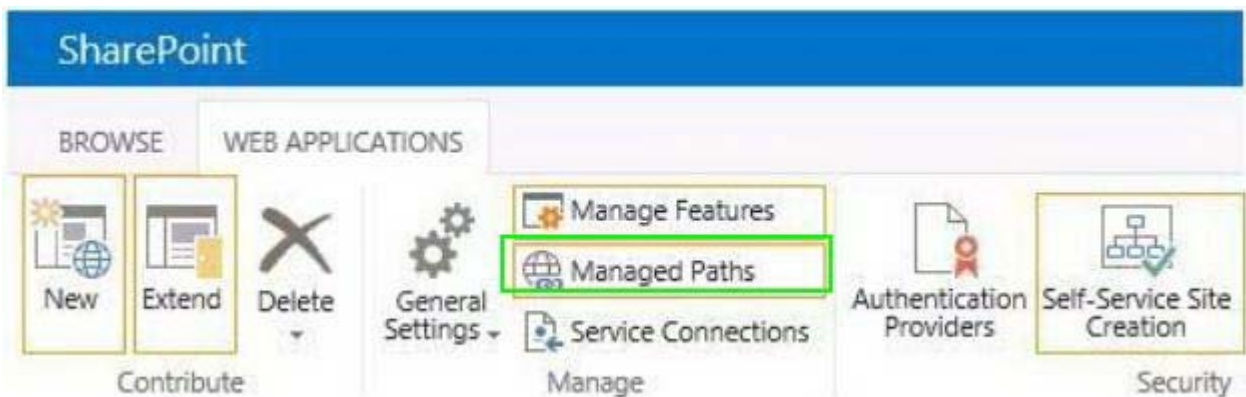 SharePoint
BROWSE WEB APPLICATIONS
New
Extend
Delete
General
Settings
Manage Features
Managed Paths
Service Connections
Authentication
Providers
Self-Service Site
Creation
Contribute
Manage
Security